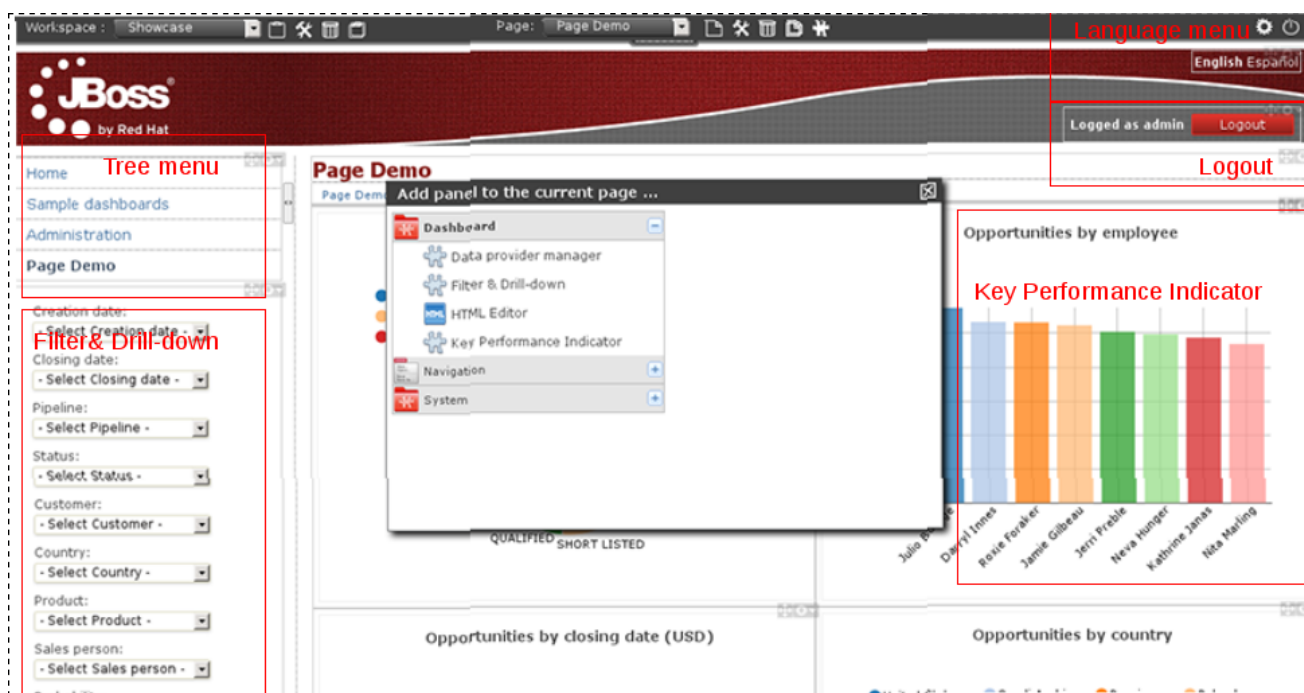 Workspace : Showcase
Page: Page Demo
Language menu
English Español
JBoss®
by Red Hat
Logged as admin Logout
Logout
Tree menu
Home
Sample dashboards
Administration
Page Demo
Page Demo
Page Demo
Add panel to the current page ...
Dashboard
Data provider manager
Filter & Drill-down
HTML Editor
Key Performance Indicator
Navigation
System
Creation date:
- Select Creation date -
Filter& Drill-down
Closing date:
- Select Closing date -
Pipeline:
- Select Pipeline -
Status:
- Select Status -
Customer:
- Select Customer -
Country:
- Select Country -
Product:
- Select Product -
Sales person:
- Select Sales person -
QUALIFIED
SHORT LISTED
Opportunities by employee
Key Performance Indicator
Julio
Darryl Innes
Roxie Foraker
Jamie Gilbeau
Jerri Preble
Neva Hunger
Kathrine Janas
Nita Marling
Opportunities by closing date (USD)
Opportunities by country